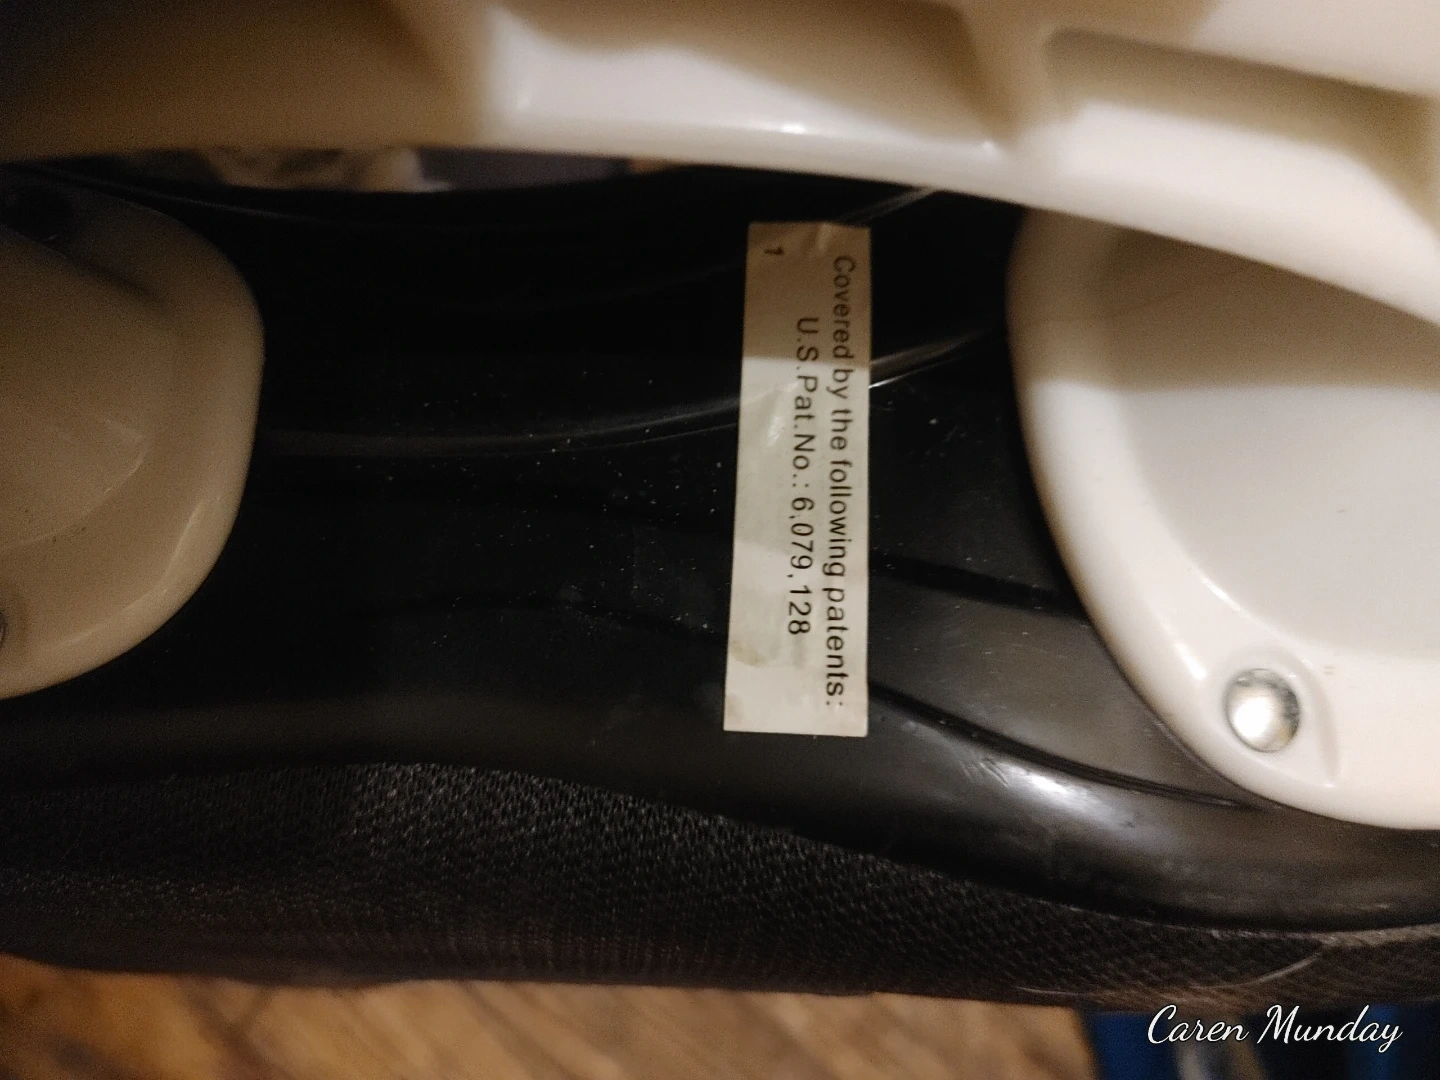 Covered by the following patents:
U.S.Pat.No.: 6,079,128
1
Caren Munday